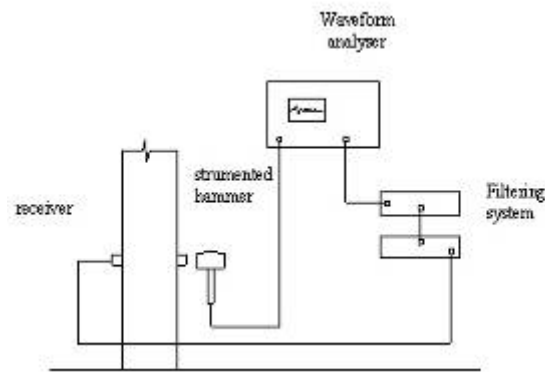 Waveform
analyser
strumented
hammer
receiver
Filtering
system